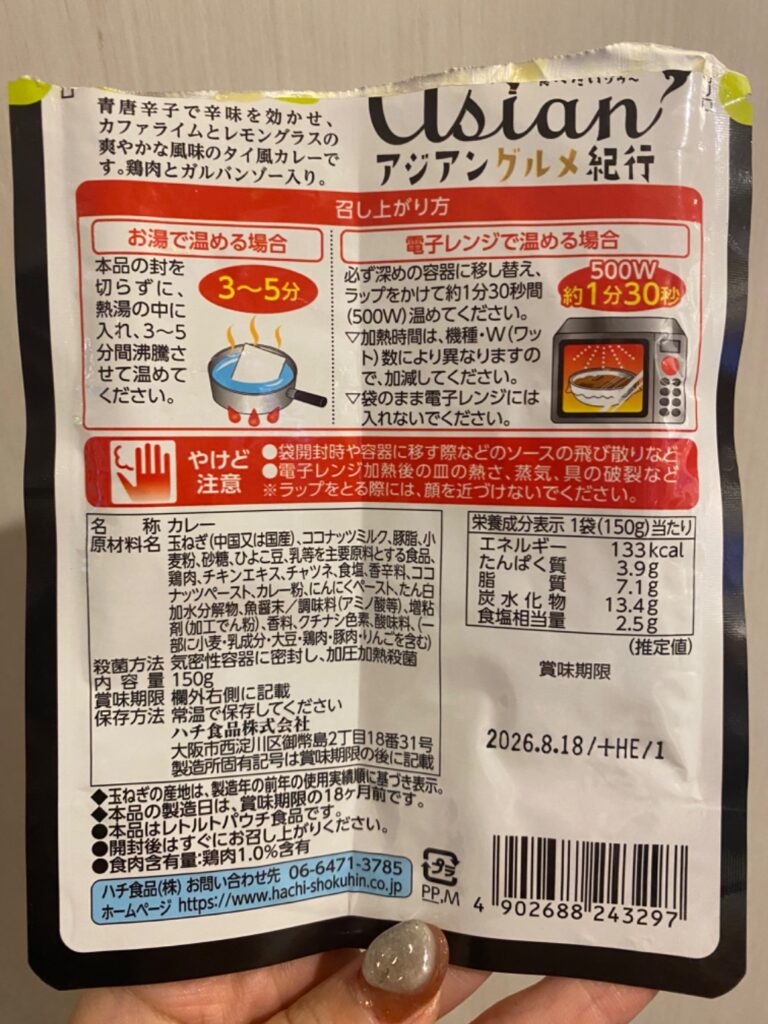 青唐辛子で辛味を効かせ、
カファライムとレモングラスの
爽やかな風味のタイ風カレーで
す。鶏肉とガルバンゾー入り。
asian
アジアングルメ紀行
召し上がり方
お湯で温める場合
本品の封を
切らずに、
熱湯の中に
入れ、3〜5
分間沸騰さ
せて温めて
ください。
3〜5分
電子レンジで温める場合
必ず深めの容器に移し替え、
ラップをかけて約1分30秒間
(500W)温めてください。
▽加熱時間は、機種・W(ワッ
ト)数により異なりますの
で、加減してください。
▽袋のまま電子レンジには
入れないでください。
500W
約1分30秒
やけど
注意
●袋開封時や容器に移す際などのソースの飛び散りなど
●電子レンジ加熱後の皿の熱さ、蒸気、具の破裂など
※ラップをとる際には、顔を近づけないでください。
名 称 カレー
原材料名 玉ねぎ(中国又は国産)、ココナッツミルク、豚脂、小
麦粉、砂糖、ひよこ豆、乳等を主要原料とする食品、
鶏肉、チキンエキス、チャツネ、食塩、香辛料、ココ
ナッツペースト、カレー粉、にんにくペースト、たん白
加水分解物、魚醤末/調味料(アミノ酸等)、増粘
剤(加工でん粉)、香料、クチナシ色素、酸味料、(一
部に小麦・乳成分・大豆・鶏肉・豚肉・りんごを含む)
殺菌方法 気密性容器に密封し、加圧加熱殺菌
内容量 150g
賞味期限 欄外右側に記載
保存方法 常温で保存してください
ハチ食品株式会社
大阪市西淀川区御幣島2丁目18番31号
製造所固有記号は賞味期限の後に記載
栄養成分表示 1袋(150g)当たり
エネルギー 133kcal
たんぱく質 3.9g
脂質 7.1g
炭水化物 13.4g
食塩相当量 2.5g
(推定値)
賞味期限
2026.8.18/+HE/1
◆玉ねぎの産地は、製造年の前年の使用実績順に基づき表示。
◆本品の製造日は、賞味期限の18ヶ月前です。
●本品はレトルトパウチ食品です。
●開封後はすぐにお召し上がりください。
●食肉含有量:鶏肉1.0%含有
ハチ食品(株) お問い合わせ先 06-6471-3785
ホームページ https://www.hachi-shokuhin.co.jp
プラ
PP,M
4 902688 243297